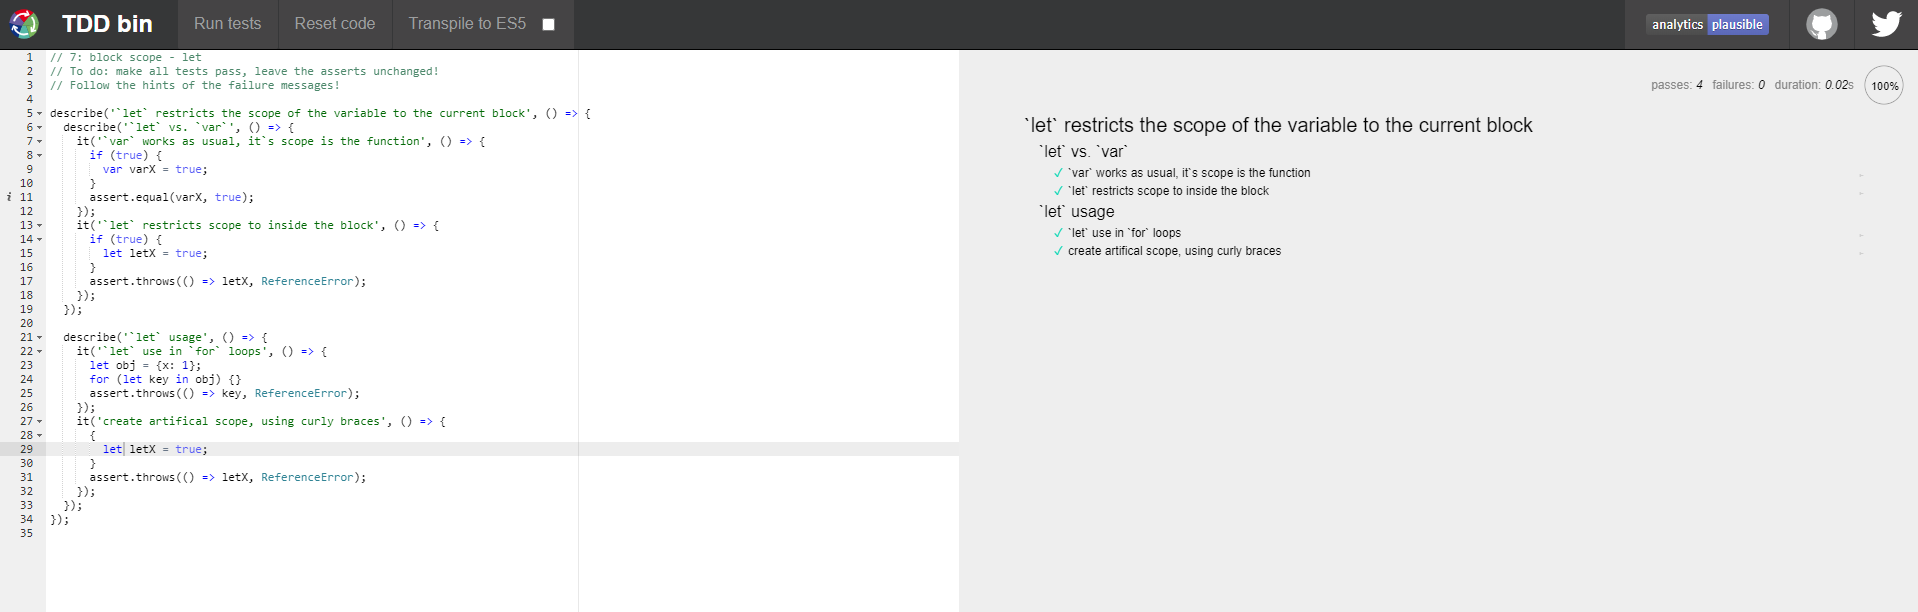 TDD bin Run tests Reset code Transpile to ES5 analytics plausible
1 // 7: block scope - let
2 // To do: make all tests pass, leave the asserts unchanged!
3 // Follow the hints of the failure messages!
4
5 describe('`let` restricts the scope of the variable to the current block', () => {
6   describe('`let` vs. `var`', () => {
7     it('`var` works as usual, it`s scope is the function', () => {
8       if (true) {
9         var varX = true;
10       }
i 11       assert.equal(varX, true);
12     });
13     it('`let` restricts scope to inside the block', () => {
14       if (true) {
15         let letX = true;
16       }
17       assert.throws(() => letX, ReferenceError);
18     });
19   });
20
21   describe('`let` usage', () => {
22     it('`let` use in `for` loops', () => {
23       let obj = {x: 1};
24       for (let key in obj) {}
25       assert.throws(() => key, ReferenceError);
26     });
27     it('create artifical scope, using curly braces', () => {
28       {
29         let letX = true;
30       }
31       assert.throws(() => letX, ReferenceError);
32     });
33   });
34 });
35
passes: 4 failures: 0 duration: 0.02s 100%
`let` restricts the scope of the variable to the current block
`let` vs. `var`
✓ `var` works as usual, it`s scope is the function
✓ `let` restricts scope to inside the block
`let` usage
✓ `let` use in `for` loops
✓ create artifical scope, using curly braces